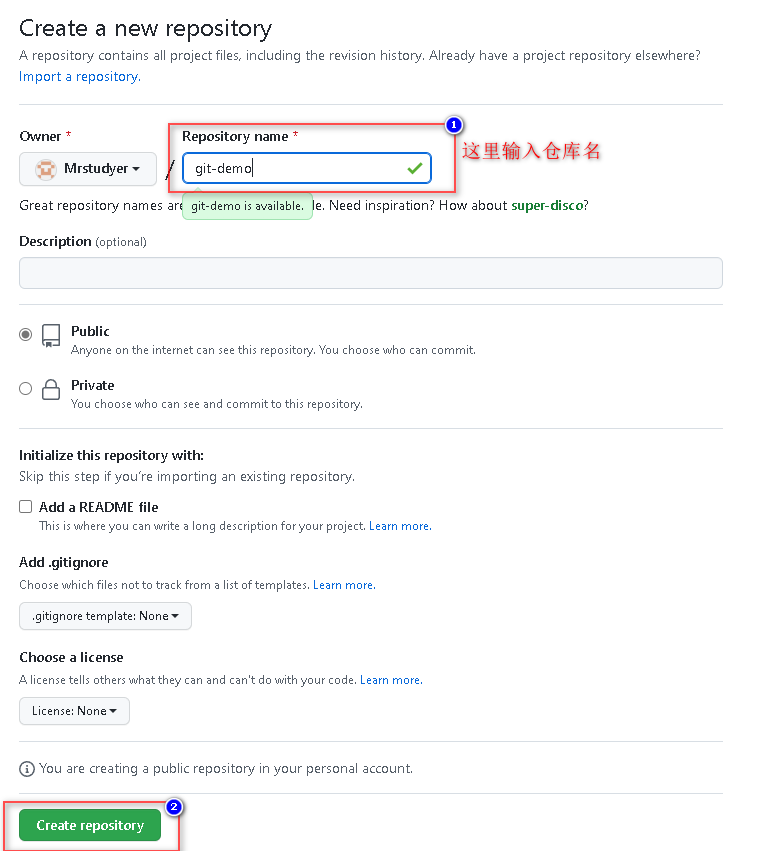 Create a new repository
A repository contains all project files, including the revision history. Already have a project repository elsewhere?
Import a repository.
Owner *
Repository name *
1
这里输入仓库名
Mrstudyer
/
git-demo
Great repository names are
git-demo is available.
le. Need inspiration? How about super-disco?
Description (optional)
Public
Anyone on the internet can see this repository. You choose who can commit.
Private
You choose who can see and commit to this repository.
Initialize this repository with:
Skip this step if you're importing an existing repository.
Add a README file
This is where you can write a long description for your project. Learn more.
Add .gitignore
Choose which files not to track from a list of templates. Learn more.
.gitignore template: None
Choose a license
A license tells others what they can and can't do with your code. Learn more.
License: None
You are creating a public repository in your personal account.
2
Create repository